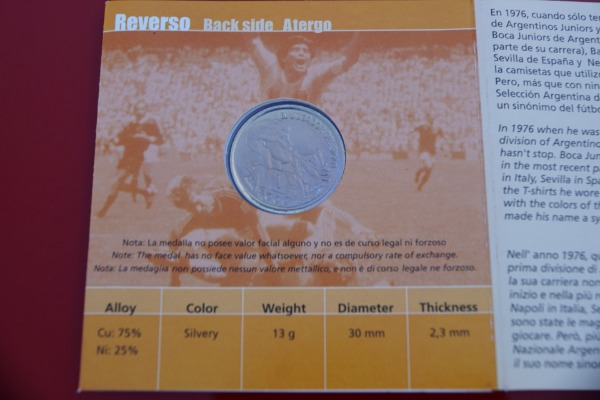 Reverso Back side Atergo
Nota: La medalla no posee valor facial alguno y no es de curso legal ni forzoso
Note: The medal has no face value whatsoever, nor a compulsory rate of exchange.
Nota: La medaglia non possiede nessun valore mettallico, e non è di corso legale ne forzoso.
Alloy Color Weight Diameter Thickness
Cu: 75% Silvery 13 g 30 mm 2,3 mm
Ni: 25%
En 1976, cuando sólo ten
de Argentinos Juniors y
Boca Juniors de Argent
parte de su carrera), Ba
Sevilla de España y Ne
la camisetas que utilizo
Pero, más que con nin
Selección Argentina d
un sinónimo del fútbo
In 1976 when he was
division of Argentino
hasn't stop. Boca Jun
in the most recent pa
in Italy, Sevilla in Spa
the T-shirts he wore
with the colors of th
made his name a sy
Nell' anno 1976, qu
prima divisione di
la sua carriera non
inizio e nella più n
Napoli in Italia, Se
sono state le mag
giocare. Però, più
Nazionale Argen
il suo nome sinon